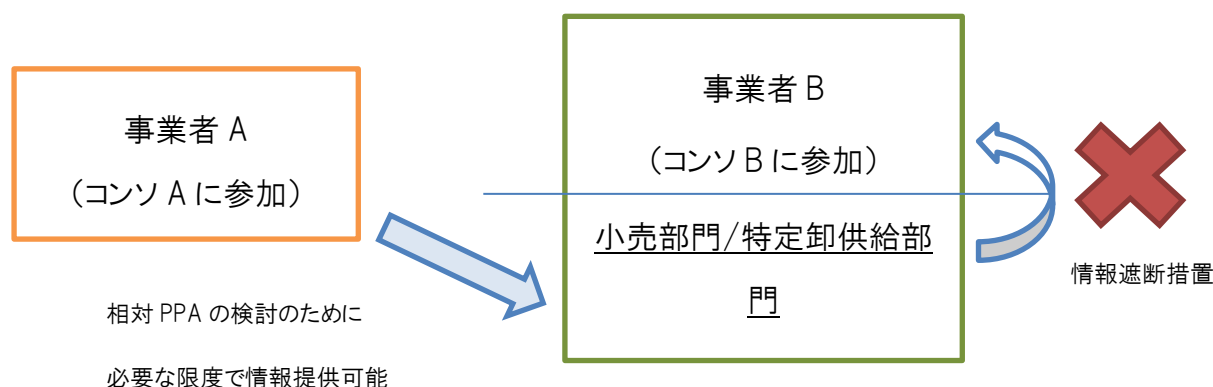 事業者 A
（コンソ A に参加）
相対 PPA の検討のために
必要な限度で情報提供可能
事業者 B
（コンソ B に参加）
小売部門/特定卸供給部
門
情報遮断措置